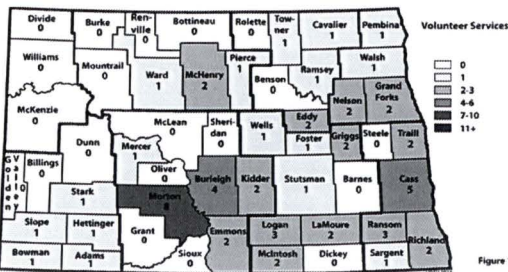 Divide
0
Burke
0
Ren-
ville
0
Bottineau
0
Rolette
0
Tow-
ner
1
Cavalier
1
Pembina
1
Volunteer Services
Williams
0
Mountrail
0
Ward
1
McHenry
2
Pierce
1
Benson
0
Ramsey
1
Walsh
1
0
1
2-3
4-6
7-10
11+
McKenzie
0
McLean
0
Sheri-
dan
0
Wells
1
Eddy
2
Foster
1
Nelson
2
Grand
Forks
2
Griggs
2
Steele
0
Traill
2
Golden
Valley
0
Billings
0
Dunn
0
Mercer
1
Oliver
0
Burleigh
4
Kidder
2
Stutsman
1
Barnes
0
Cass
5
Stark
1
Morton
8
Slope
1
Hettinger
1
Grant
0
Emmons
2
Logan
3
LaMoure
2
Ransom
3
Richland
2
Bowman
1
Adams
1
Sioux
0
McIntosh
2
Dickey
0
Sargent
1
Figure